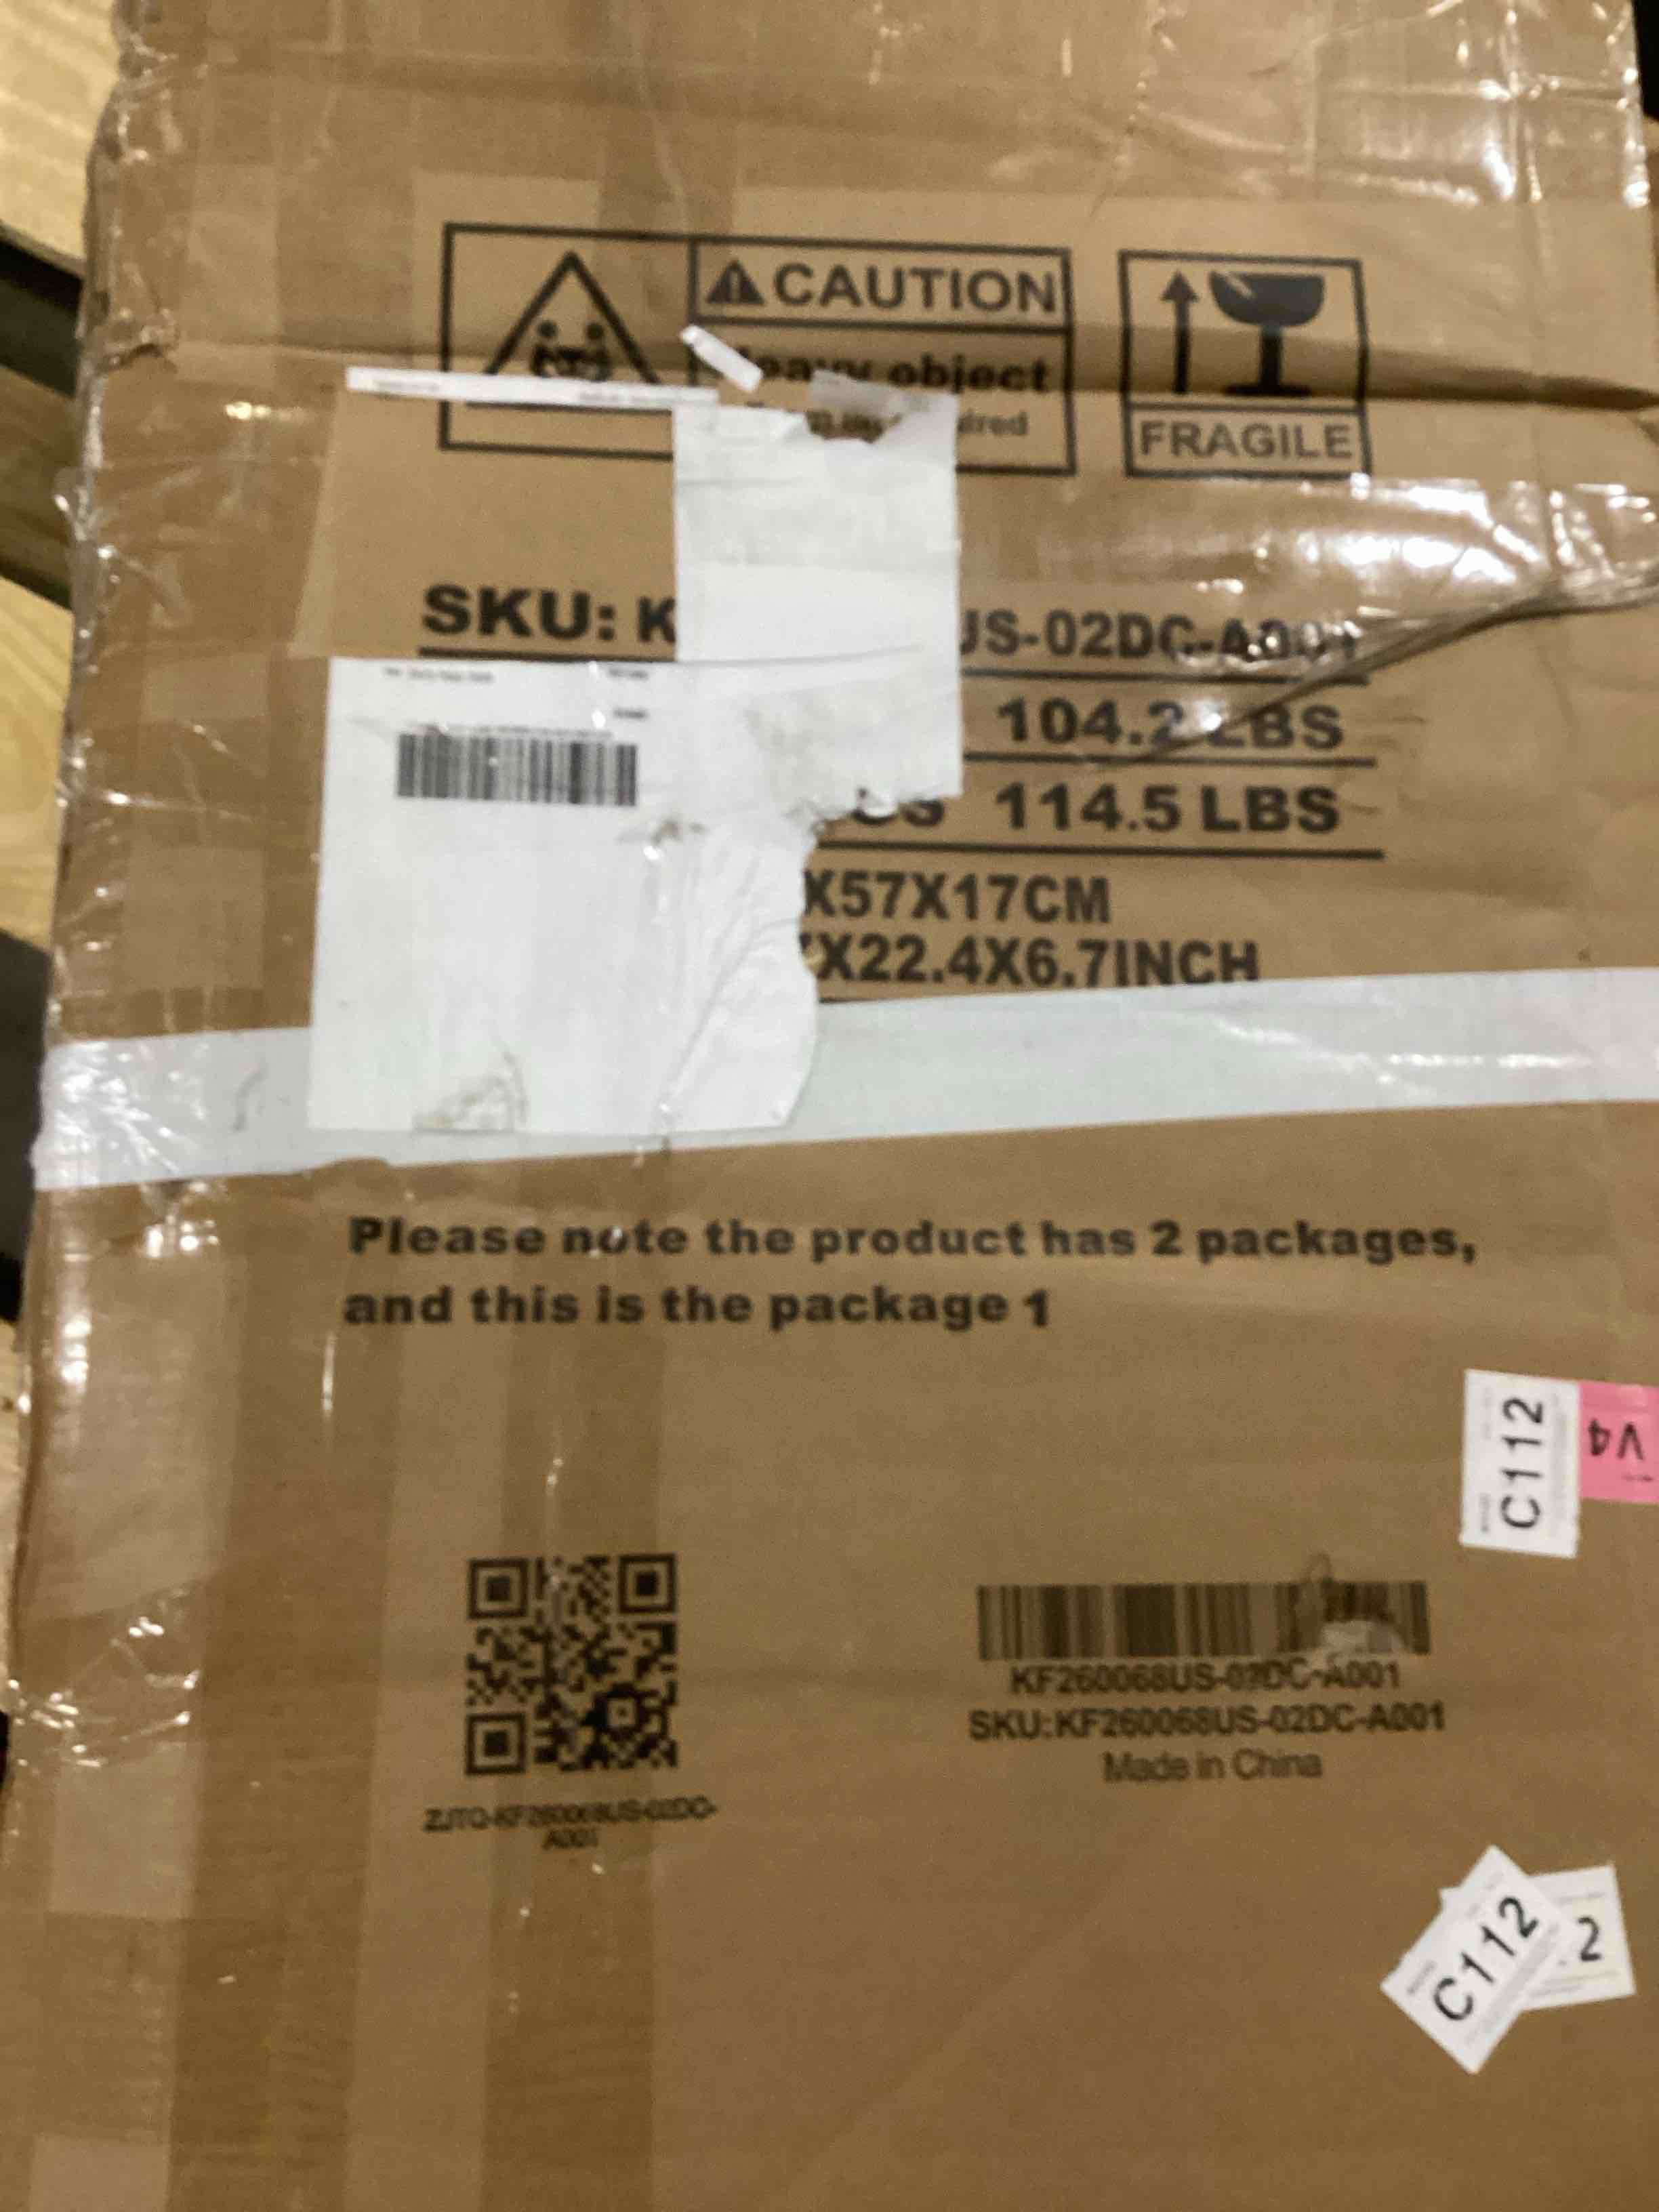 CAUTION
object
FRAGILE
SKU: K US-02DC-A001
104.2 LBS
114.5 LBS
X57X17CM
X22.4X6.7INCH
Please note the product has 2 packages,
and this is the package 1
C112
V4
KF260068US-02DC-A001
SKU:KF260068US-02DC-A001
Made in China
A001
C112
2